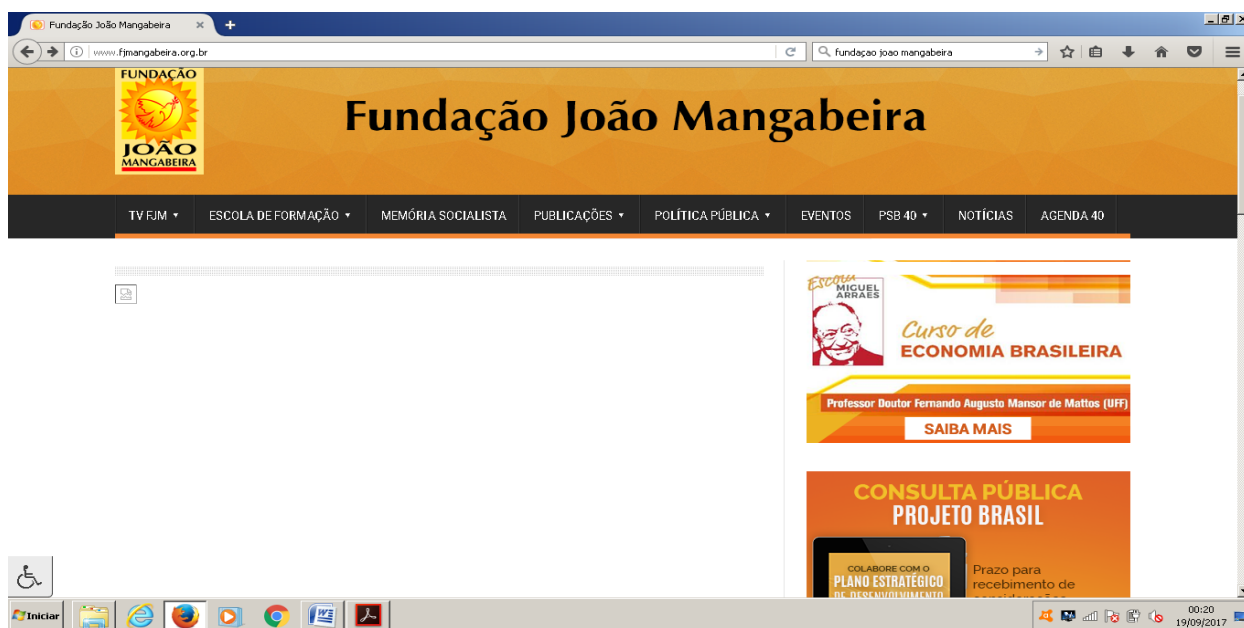 Fundação João Mangabeira
www.fjmangabeira.org.br
fundaçao joao mangabeira
FUNDAÇÃO
JOÃO
MANGABEIRA
Fundação João Mangabeira
TV FJM ESCOLA DE FORMAÇÃO MEMÓRIA SOCIALISTA PUBLICAÇÕES POLÍTICA PÚBLICA EVENTOS PSB 40 NOTÍCIAS AGENDA 40
Escola
MIGUEL
ARRAES
Curso de
ECONOMIA BRASILEIRA
Professor Doutor Fernando Augusto Mansor de Mattos (UFF)
SAIBA MAIS
CONSULTA PÚBLICA
PROJETO BRASIL
COLABORE COM O
PLANO ESTRATÉGICO
DE DESENVOLVIMENTO
Prazo para
recebimento de
Iniciar
00:20
19/09/2017